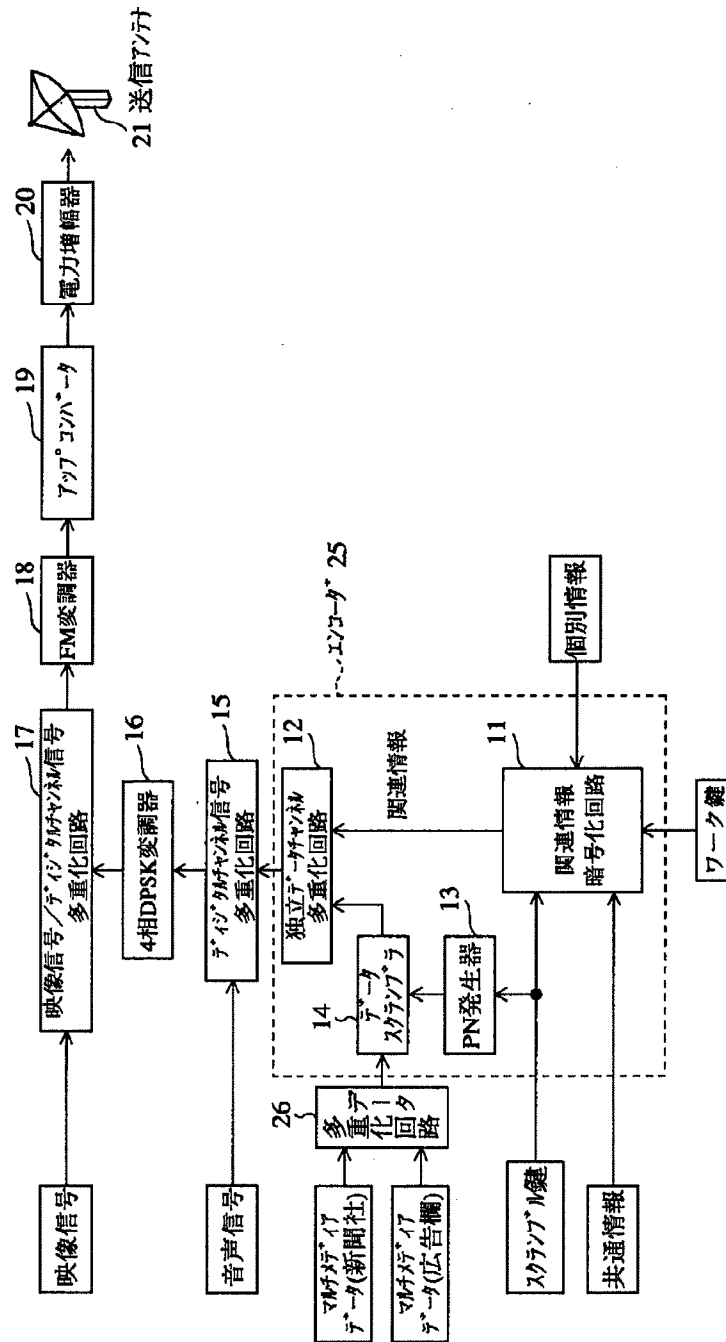 映像信号
17
映像信号／ディジタルチャンネル信号
多重化回路
18
FM変調器
19
アップコンバータ
20
電力増幅器
21 送信アンテナ
16
4相DPSK変調器
音声信号
15
ディジタルチャンネル信号
多重化回路
エンコーダ 25
12
独立データチャンネル
多重化回路
関連情報
マルチメディア
データ(新聞社)
マルチメディア
データ(広告欄)
26
データ
多重化
回路
14
データ
スクランブラ
13
PN発生器
11
関連情報
暗号化回路
個別情報
スクランブル鍵
共通情報
ワーク鍵